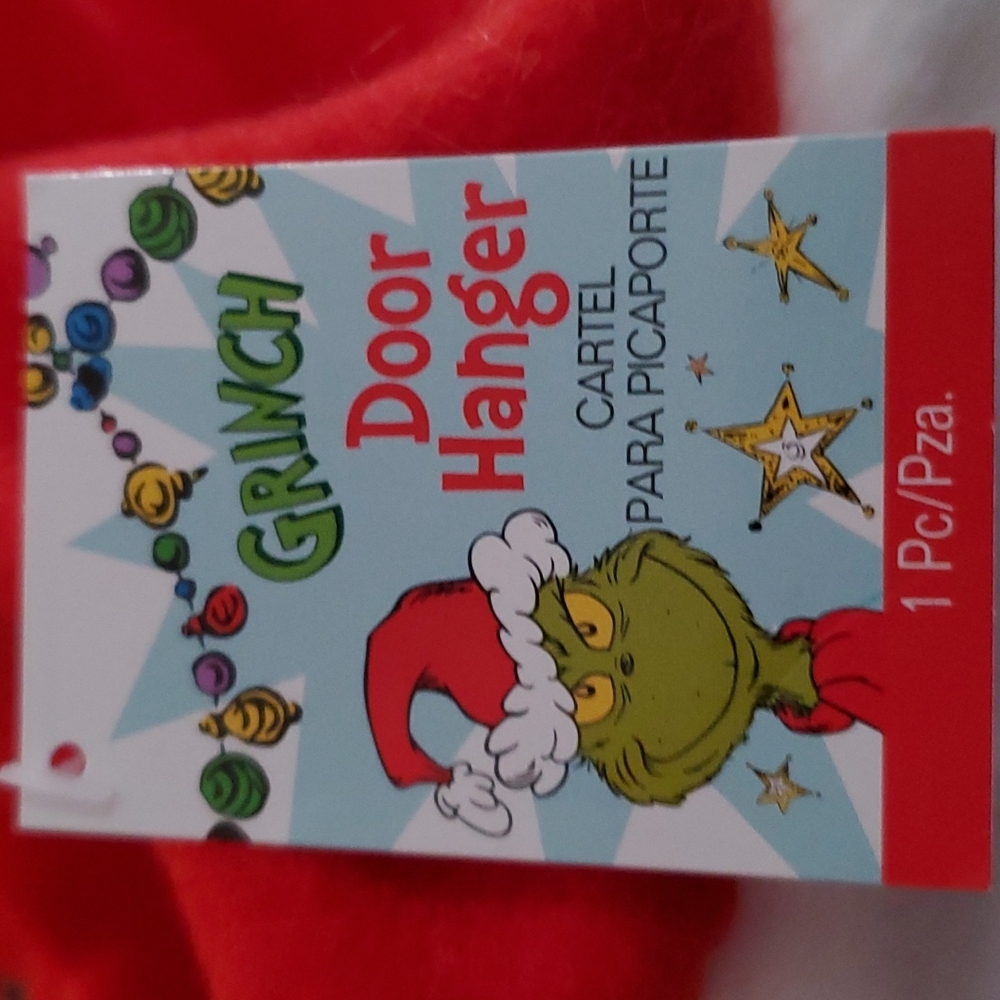 GRINCH
Door
Hanger
CARTEL
PARA PICAPORTE
1 Pc/Pza.